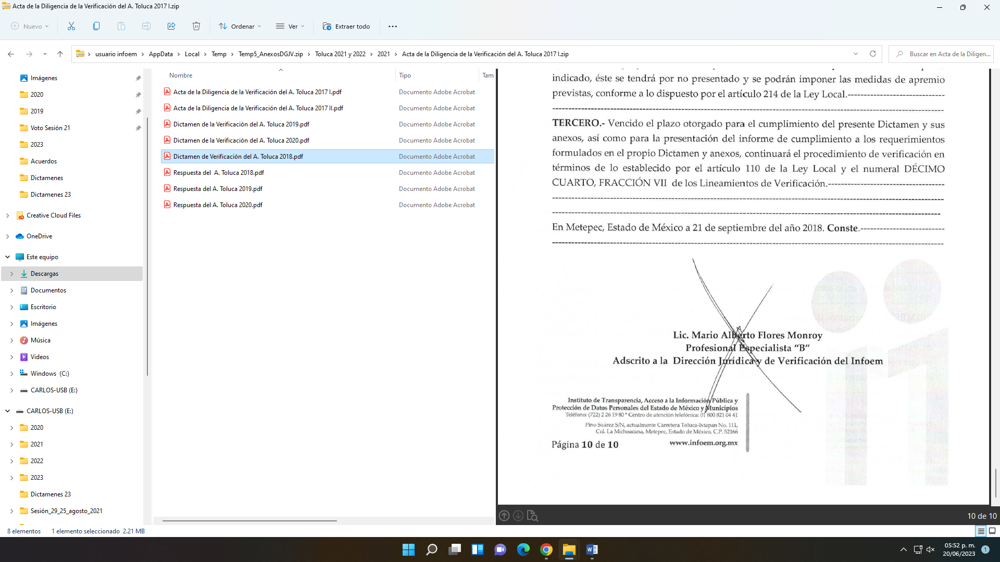 Acta de la Diligencia de la Verificación del A. Toluca 2017 I.zip
Nuevo
Ordenar
Ver
Extraer todo
usuario infoem > AppData > Local > Temp > Temp5_AnexosDGJV.zip > Toluca 2021 y 2022 > 2021 > Acta de la Diligencia de la Verificación del A. Toluca 2017 I.zip
Buscar en Acta de la Diligen...
Imágenes
2020
2019
Voto Sesión 21
2023
Acuerdos
Dictamenes
Dictamenes 23
Creative Cloud Files
OneDrive
Este equipo
Descargas
Documentos
Escritorio
Imágenes
Música
Videos
Windows (C:)
CARLOS-USB (E:)
CARLOS-USB (E:)
2020
2021
2022
2023
Dictamenes 23
Sesión_29_25_agosto_2021
Nombre Tipo Tam
Acta de la Diligencia de la Verificación del A. Toluca 2017 I.pdf Documento Adobe Acrobat
Acta de la Diligencia de la Verificación del A. Toluca 2017 II.pdf Documento Adobe Acrobat
Dictamen de la Verificación del A. Toluca 2019.pdf Documento Adobe Acrobat
Dictamen de la Verificación del A. Toluca 2020.pdf Documento Adobe Acrobat
Dictamen de Verificación del A. Toluca 2018.pdf Documento Adobe Acrobat
Respuesta del  A. Toluca 2018.pdf Documento Adobe Acrobat
Respuesta del A. Toluca 2019.pdf Documento Adobe Acrobat
Respuesta del A. Toluca 2020.pdf Documento Adobe Acrobat
indicado, éste se tendrá por no presentado y se podrán imponer las medidas de apremio
previstas, conforme a lo dispuesto por el artículo 214 de la Ley Local.------------------------------
TERCERO.- Vencido el plazo otorgado para el cumplimiento del presente Dictamen y sus
anexos, así como para la presentación del informe de cumplimiento a los requerimientos
formulados en el propio Dictamen y anexos, continuará el procedimiento de verificación en
términos de lo establecido por el artículo 110 de la Ley Local y el numeral DÉCIMO
CUARTO, FRACCIÓN VII de los Lineamientos de Verificación.------------------------------------
En Metepec, Estado de México a 21 de septiembre del año 2018. Conste.--------------------------
Lic. Mario Alberto Flores Monroy
Profesional Especialista "B"
Adscrito a la Dirección Jurídica y de Verificación del Infoem
Instituto de Transparencia, Acceso a la Información Pública y
Protección de Datos Personales del Estado de México y Municipios
Teléfono: (722) 2 26 19 80 * Centro de atención telefónica: 01 800 821 04 41
Pino Suárez S/N, actualmente Carretera Toluca-Ixtapan No. 111,
Col. La Michoacana, Metepec, Estado de México, C.P. 52166
Página 10 de 10 www.infoem.org.mx
10 de 10
8 elementos 1 elemento seleccionado 2.21 MB
05:52 p. m.
20/06/2023
1